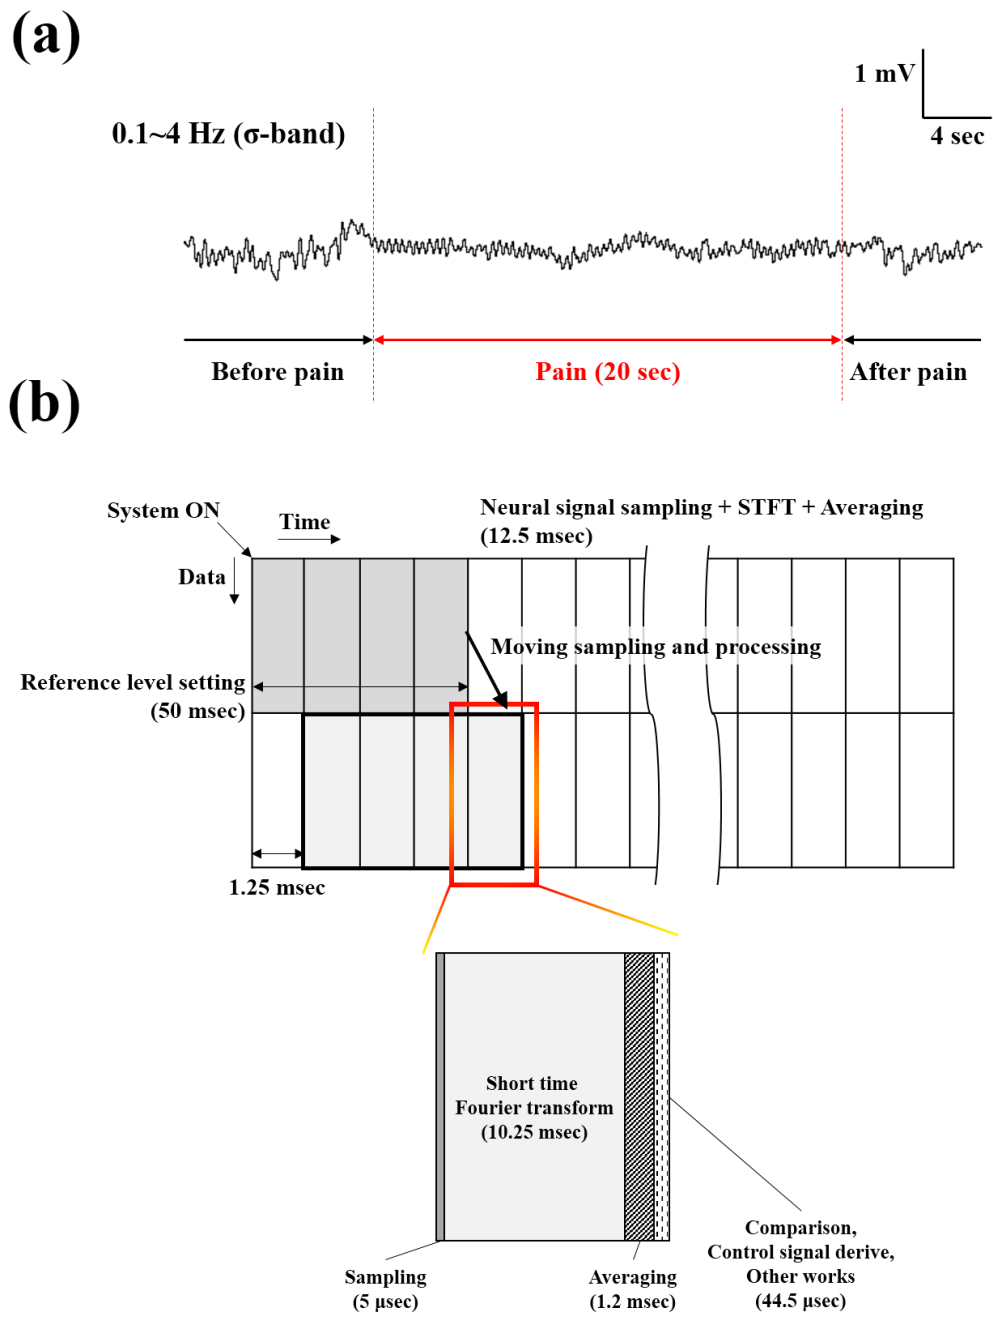 (a)
1 mV
4 sec
0.1~4 Hz (σ-band)
Before pain
Pain (20 sec)
After pain
(b)
System ON
Time
Neural signal sampling + STFT + Averaging
(12.5 msec)
Data
Moving sampling and processing
Reference level setting
(50 msec)
1.25 msec
Short time
Fourier transform
(10.25 msec)
Sampling
(5 μsec)
Averaging
(1.2 msec)
Comparison,
Control signal derive,
Other works
(44.5 μsec)